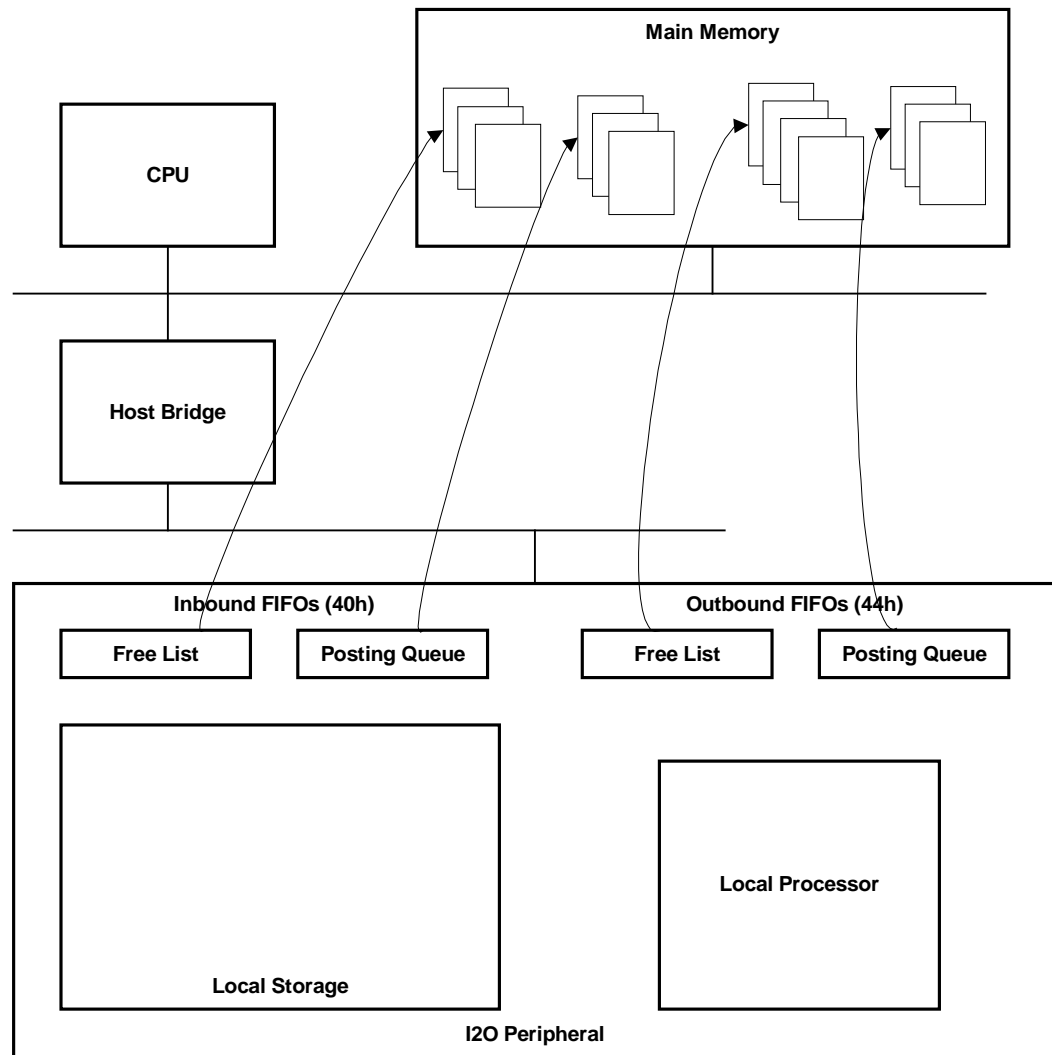 Main Memory
CPU
Host Bridge
Inbound FIFOs (40h)
Outbound FIFOs (44h)
Free List
Posting Queue
Free List
Posting Queue
Local Processor
Local Storage
I2O Peripheral